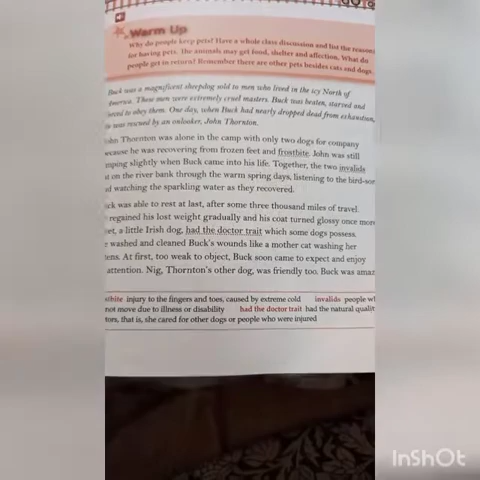 Warm Up
Why do people keep pets! Have a whole class discussion and list the reasons
for having pets. The animals may get food, shelter and affection. What do
people get in return? Remember there are other pets besides cats and dogs.
Buck was a magnificent sheepdog sold to men who lived in the icy North of
America. These men were extremely cruel masters. Buck was beaten, starved and
to obey them. One day, when Buck had nearly dropped dead from exhaustion,
he was rescued by an onlooker, John Thornton.
John Thornton was alone in the camp with only two dogs for company
because he was recovering from frozen feet and frostbite. John was still
mping slightly when Buck came into his life. Together, the two invalids
at on the river bank through the warm spring days, listening to the bird-son
nd watching the sparkling water as they recovered.
ck was able to rest at last, after some three thousand miles of travel.
regained his lost weight gradually and his coat turned glossy once more
et, a little Irish dog, had the doctor trait which some dogs possess.
washed and cleaned Buck's wounds like a mother cat washing her
tens. At first, too weak to object, Buck soon came to expect and enjoy
attention. Nig, Thornton's other dog, was friendly too. Buck was amaz
stbite injury to the fingers and toes, caused by extreme cold invalids people wh
not move due to illness or disability had the doctor trait had the natural qualit
tors, that is, she cared for other dogs or people who were injured
InShOt